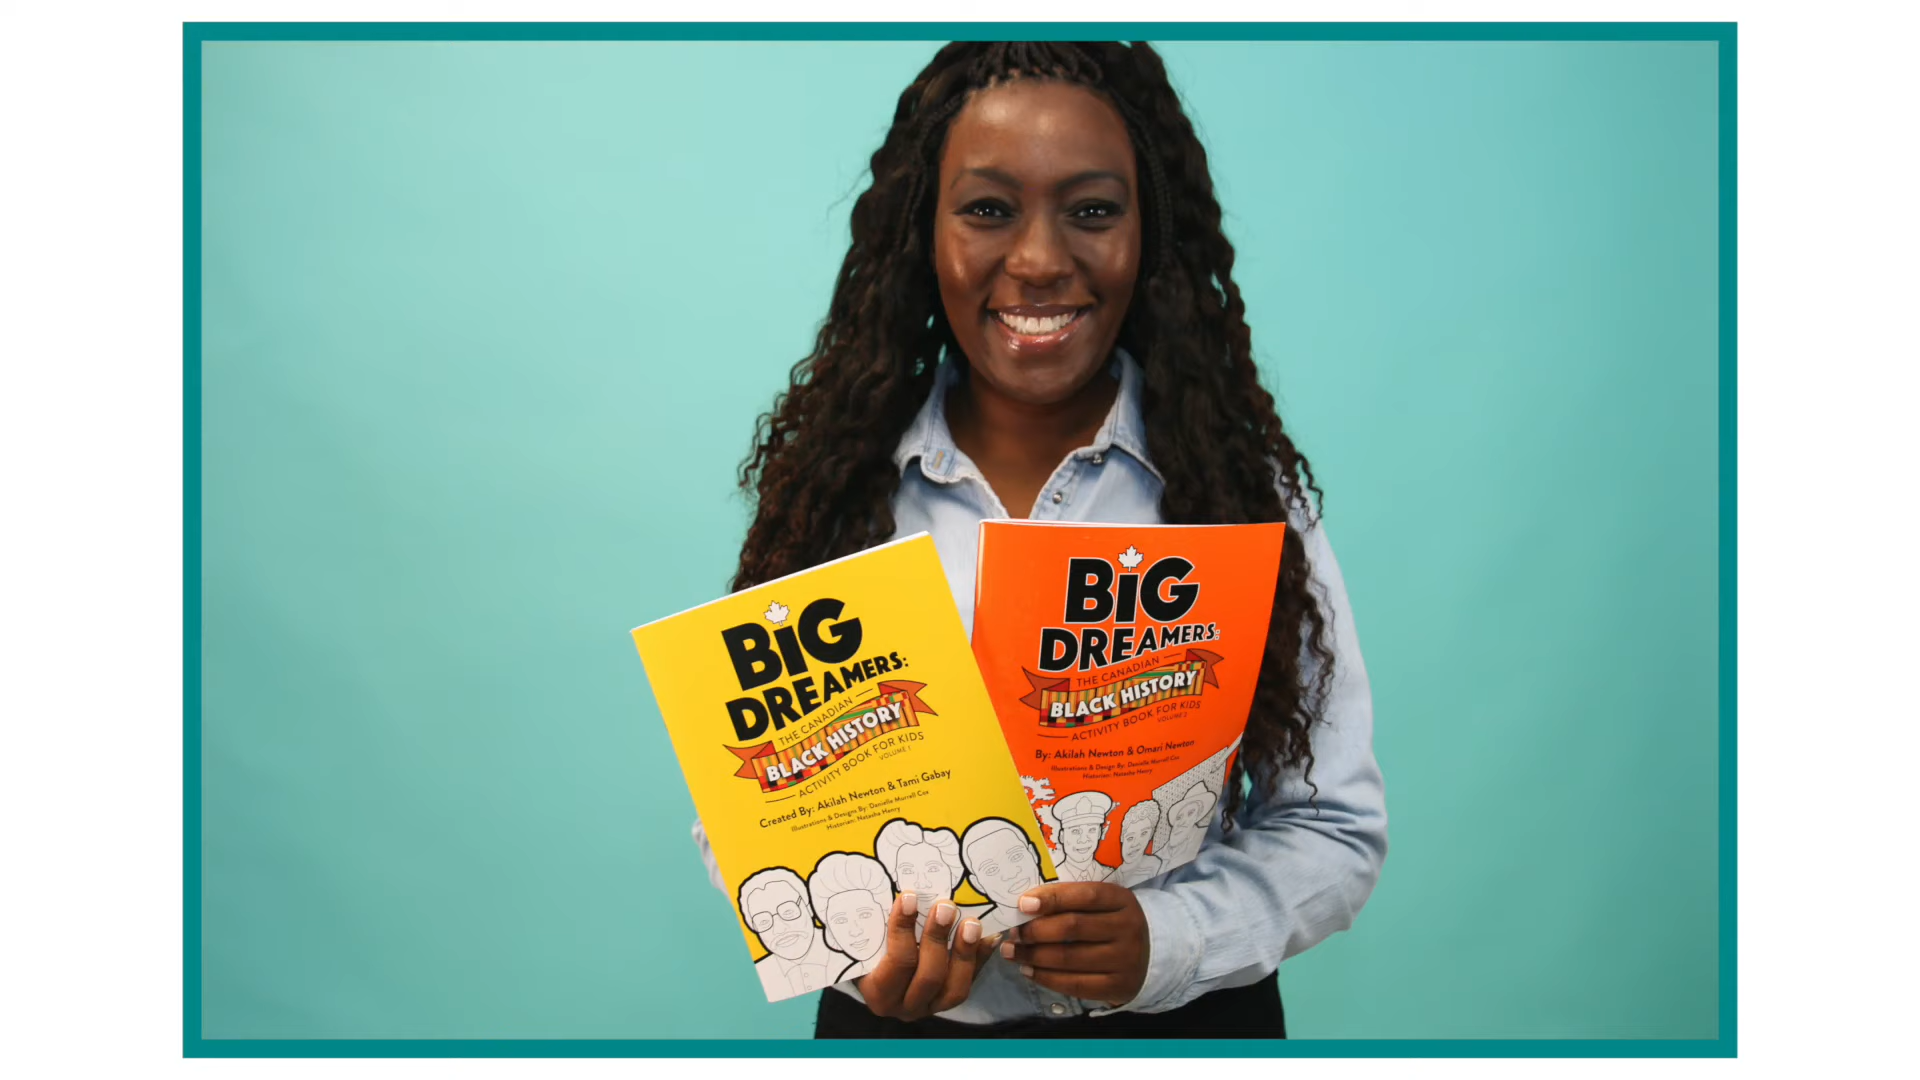 BiG
DREAMERS:
THE CANADIAN
BLACK HISTORY
ACTIVITY BOOK FOR KIDS
VOLUME 1
Created By: Akilah Newton & Tami Gabay
Illustrations & Designs By: Danielle Murrell Cox
Historian: Natasha Henry
BiG
DREAMERS:
THE CANADIAN
BLACK HISTORY
ACTIVITY BOOK FOR KIDS
VOLUME 2
By: Akilah Newton & Omari Newton
Illustrations & Design By: Danielle Murrell Cox
Historian: Natasha Henry